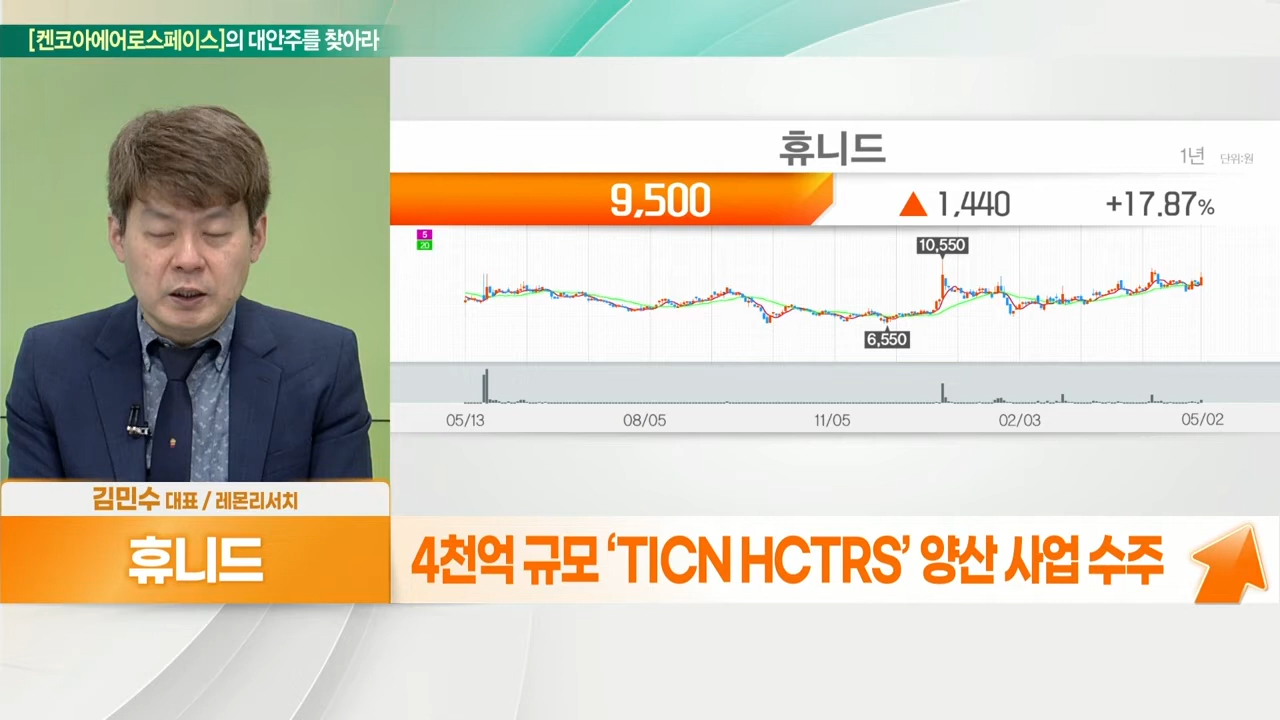 [켄코아에어로스페이스]의 대안주를 찾아라
휴니드
1년 단위:원
9,500 ▲ 1,440 +17.87%
5
20
10,550
6,550
05/13 08/05 11/05 02/03 05/02
김민수 대표 / 레몬리서치
휴니드
4천억 규모 ‘TICN HCTRS’ 양산 사업 수주